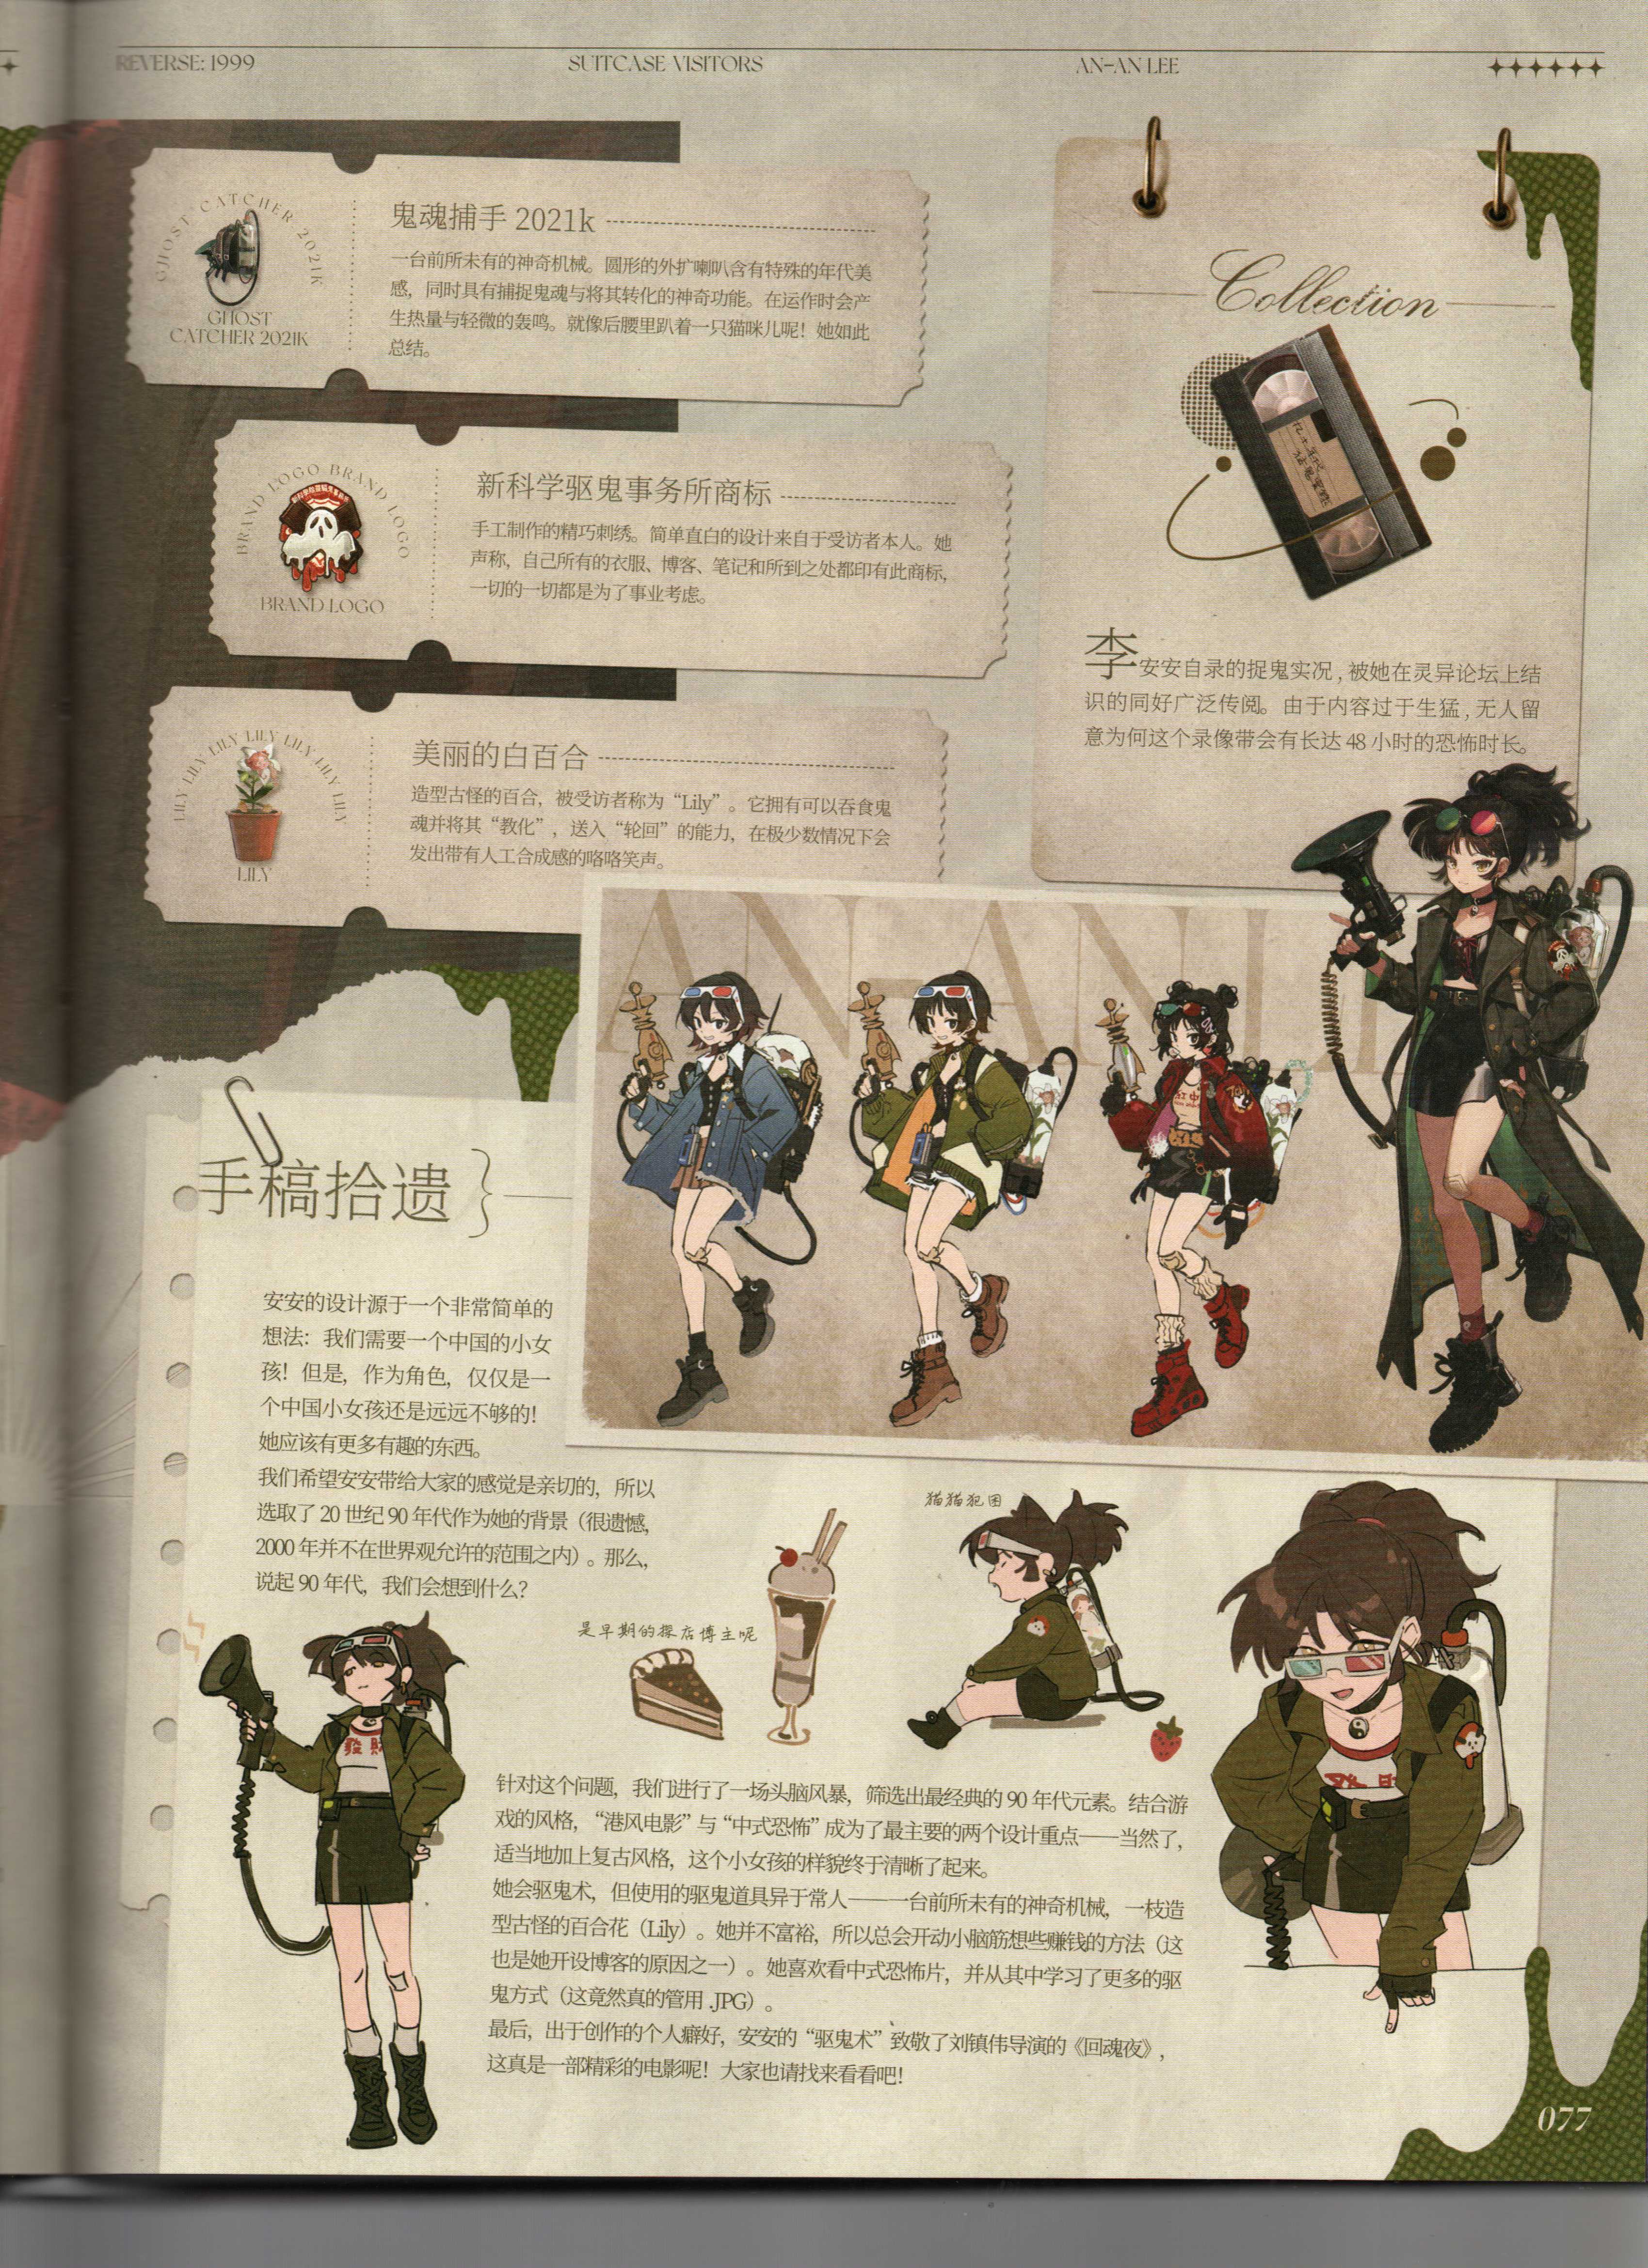 REVERSE: 1999
SUITCASE VISITORS
AN-AN LEE
GHOST CATCHER 2021K
GHOST
CATCHER 2021K
鬼魂捕手 2021k
一台前所未有的神奇机械。圆形的外扩喇叭含有特殊的年代美
感，同时具有捕捉鬼魂与将其转化的神奇功能。在运作时会产
生热量与轻微的轰鸣。就像后腰里趴着一只猫咪儿呢！她如此
总结。
BRAND LOGO BRAND LOGO
BRAND LOGO
新科学驱鬼事务所商标
手工制作的精巧刺绣。简单直白的设计来自于受访者本人。她
声称，自己所有的衣服、博客、笔记和所到之处都印有此商标，
一切的一切都是为了事业考虑。
LILY LILY LILY LILY LILY LILY LILY
LILY
美丽的白百合
造型古怪的百合，被受访者称为“Lily”。它拥有可以吞食鬼
魂并将其“教化”，送入“轮回”的能力，在极少数情况下会
发出带有人工合成感的咯咯笑声。
Collection
李安安自录的捉鬼实况，被她在灵异论坛上结
识的同好广泛传阅。由于内容过于生猛，无人留
意为何这个录像带会有长达 48 小时的恐怖时长。
AN-AN L
手稿拾遗
安安的设计源于一个非常简单的
想法：我们需要一个中国的小女
孩！但是，作为角色，仅仅是一
个中国小女孩还是远远不够的！
她应该有更多有趣的东西。
我们希望安安带给大家的感觉是亲切的，所以
选取了 20 世纪 90 年代作为她的背景（很遗憾，
2000 年并不在世界观允许的范围之内）。那么，
说起 90 年代，我们会想到什么？
猫猫犯困
是早期的探店博主呢
發財
针对这个问题，我们进行了一场头脑风暴，筛选出最经典的 90 年代元素。结合游
戏的风格，“港风电影”与“中式恐怖”成为了最主要的两个设计重点——当然了，
适当地加上复古风格，这个小女孩的样貌终于清晰了起来。
她会驱鬼术，但使用的驱鬼道具异于常人——一台前所未有的神奇机械，一枝造
型古怪的百合花（Lily）。她并不富裕，所以总会开动小脑筋想些赚钱的方法（这
也是她开设博客的原因之一）。她喜欢看中式恐怖片，并从其中学习了更多的驱
鬼方式（这竟然真的管用 .JPG）。
最后，出于创作的个人癖好，安安的“驱鬼术”致敬了刘镇伟导演的《回魂夜》，
这真是一部精彩的电影呢！大家也请找来看看吧！
077